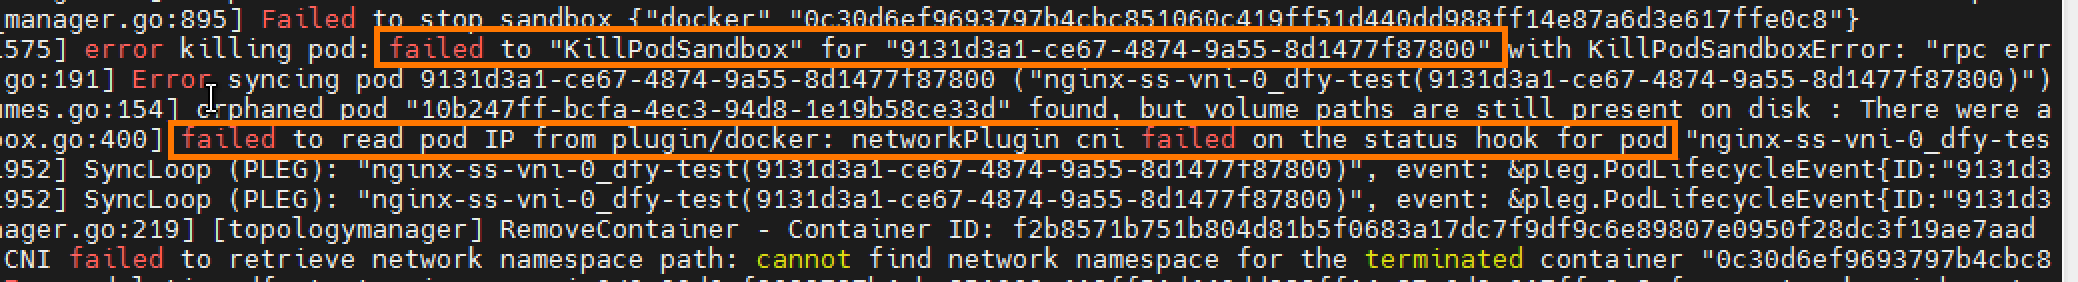 manager.go:895] Failed to stop sandbox {"docker" "0c30d6ef9693797b4cbc851060c419ff51d440dd988ff14e87a6d3e617ffe0c8"}
1575] error killing pod: failed to "KillPodSandbox" for "9131d3a1-ce67-4874-9a55-8d1477f87800" with KillPodSandboxError: "rpc err
go:191] Error syncing pod 9131d3a1-ce67-4874-9a55-8d1477f87800 ("nginx-ss-vni-0_dfy-test(9131d3a1-ce67-4874-9a55-8d1477f87800)")
umes.go:154] orphaned pod "10b247ff-bcfa-4ec3-94d8-1e19b58ce33d" found, but volume paths are still present on disk : There were a
box.go:400] failed to read pod IP from plugin/docker: networkPlugin cni failed on the status hook for pod "nginx-ss-vni-0_dfy-tes
1952] SyncLoop (PLEG): "nginx-ss-vni-0_dfy-test(9131d3a1-ce67-4874-9a55-8d1477f87800)", event: &pleg.PodLifecycleEvent{ID:"9131d3
1952] SyncLoop (PLEG): "nginx-ss-vni-0_dfy-test(9131d3a1-ce67-4874-9a55-8d1477f87800)", event: &pleg.PodLifecycleEvent{ID:"9131d3
ager.go:219] [topologymanager] RemoveContainer - Container ID: f2b8571b751b804d81b5f0683a17dc7f9df9c6e89807e0950f28dc3f19ae7aad
CNI failed to retrieve network namespace path: cannot find network namespace for the terminated container "0c30d6ef9693797b4cbc8